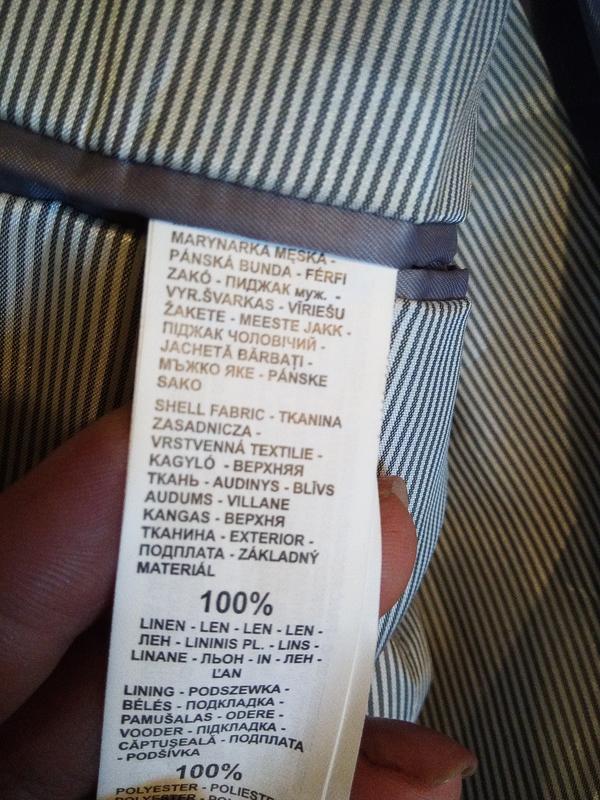 MARYNARKA MĘSKA -
PÁNSKÁ BUNDA - FÉRFI
ZAKÓ - ПИДЖАК муж. -
VYR.ŠVARKAS - VĪRIEŠU
ŽAKETE - MEESTE JAKK -
ПІДЖАК ЧОЛОВІЧИЙ -
JACHETĂ BĂRBAȚI -
МЪЖКО ЯКЕ - PÁNSKE
SAKO
SHELL FABRIC - TKANINA
ZASADNICZA -
VRSTVENNÁ TEXTILIE -
KAGYLÓ - ВЕРХНЯЯ
ТКАНЬ - AUDINYS - BLĪVS
AUDUMS - VILLANE
KANGAS - ВЕРХНЯ
ТКАНИНА - EXTERIOR -
ПОДПЛАТА - ZÁKLADNÝ
MATERIÁL
100%
LINEN - LEN - LEN - LEN -
ЛЕН - LININIS PL. - LINS -
LINANE - ЛЬОН - IN - ЛЕН -
ĽAN
LINING - PODSZEWKA -
BÉLÉS - ПОДКЛАДКА -
PAMUŠALAS - ODERE -
VOODER - ПІДКЛАДКА -
CĂPTUȘEALĂ - ПОДПЛАТА
- PODŠÍVKA
100%
POLYESTER - POLIESTE